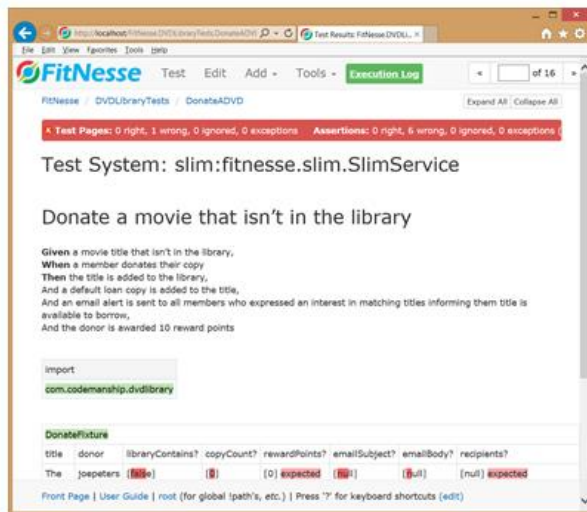 http://localhost
Test Results: FitNesse.DVDLi...
File Edit View Favorites Tools Help
FitNesse Test Edit Add Tools Execution Log of 16
FitNesse / DVDLibraryTests / DonateADVD Expand All Collapse All
Test Pages: 0 right, 1 wrong, 0 ignored, 0 exceptions Assertions: 0 right, 6 wrong, 0 ignored, 0 exceptions (
Test System: slim:fitnesse.slim.SlimService
Donate a movie that isn't in the library
Given a movie title that isn't in the library,
When a member donates their copy
Then the title is added to the library,
And a default loan copy is added to the title,
And an email alert is sent to all members who expressed an interest in matching titles informing them title is
available to borrow,
And the donor is awarded 10 reward points
import
com.codemanship.dvdlibrary
DonateFixture
title donor libraryContains? copyCount? rewardPoints? emailSubject? emailBody? recipients?
The joepeters [false] [0] [0] expected [null] [null] [null] expected
Front Page | User Guide | root (for global !path's, etc.) | Press '?' for keyboard shortcuts (edit)